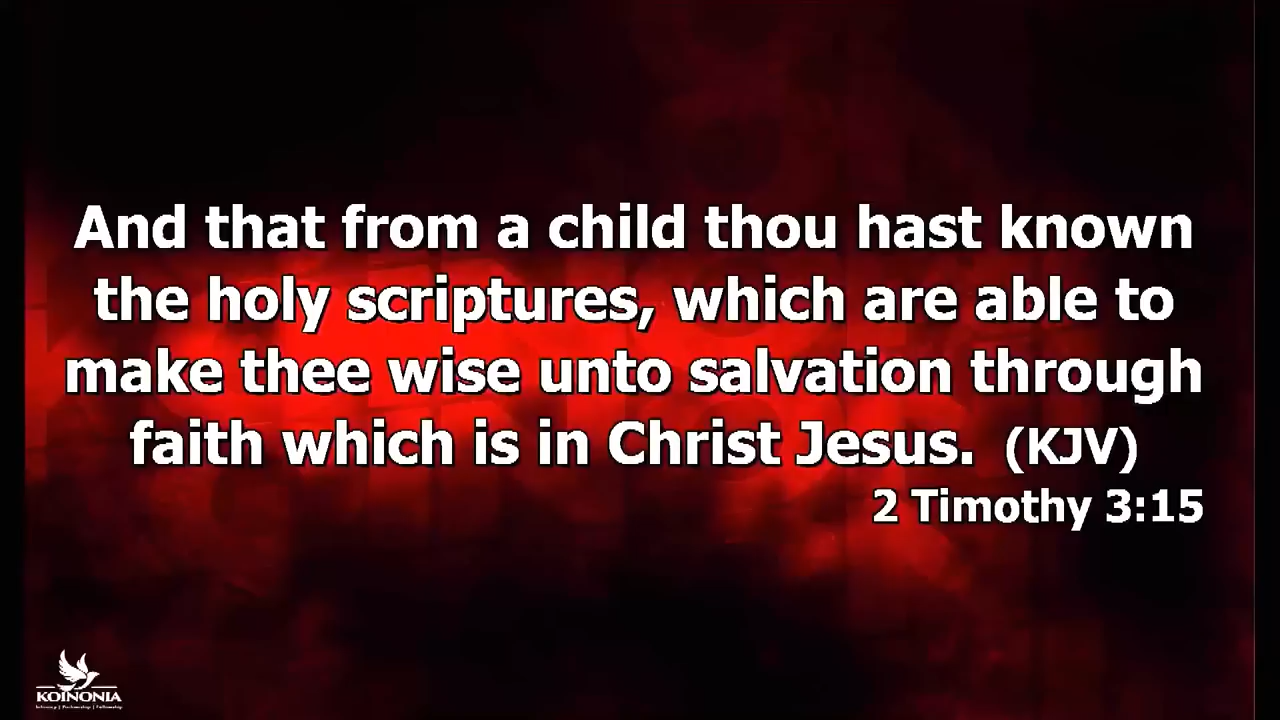 And that from a child thou hast known
the holy scriptures, which are able to
make thee wise unto salvation through
faith which is in Christ Jesus. (KJV)
2 Timothy 3:15
KOINONIA